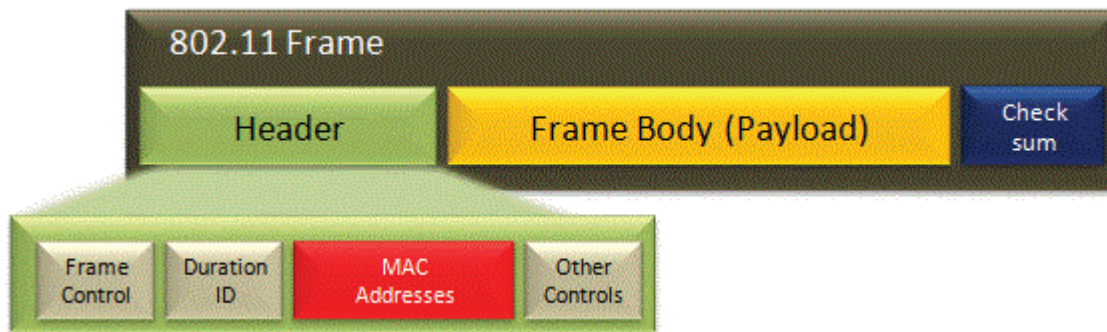 802.11 Frame
Header
Frame Body (Payload)
Check
sum
Frame
Control
Duration
ID
MAC
Addresses
Other
Controls